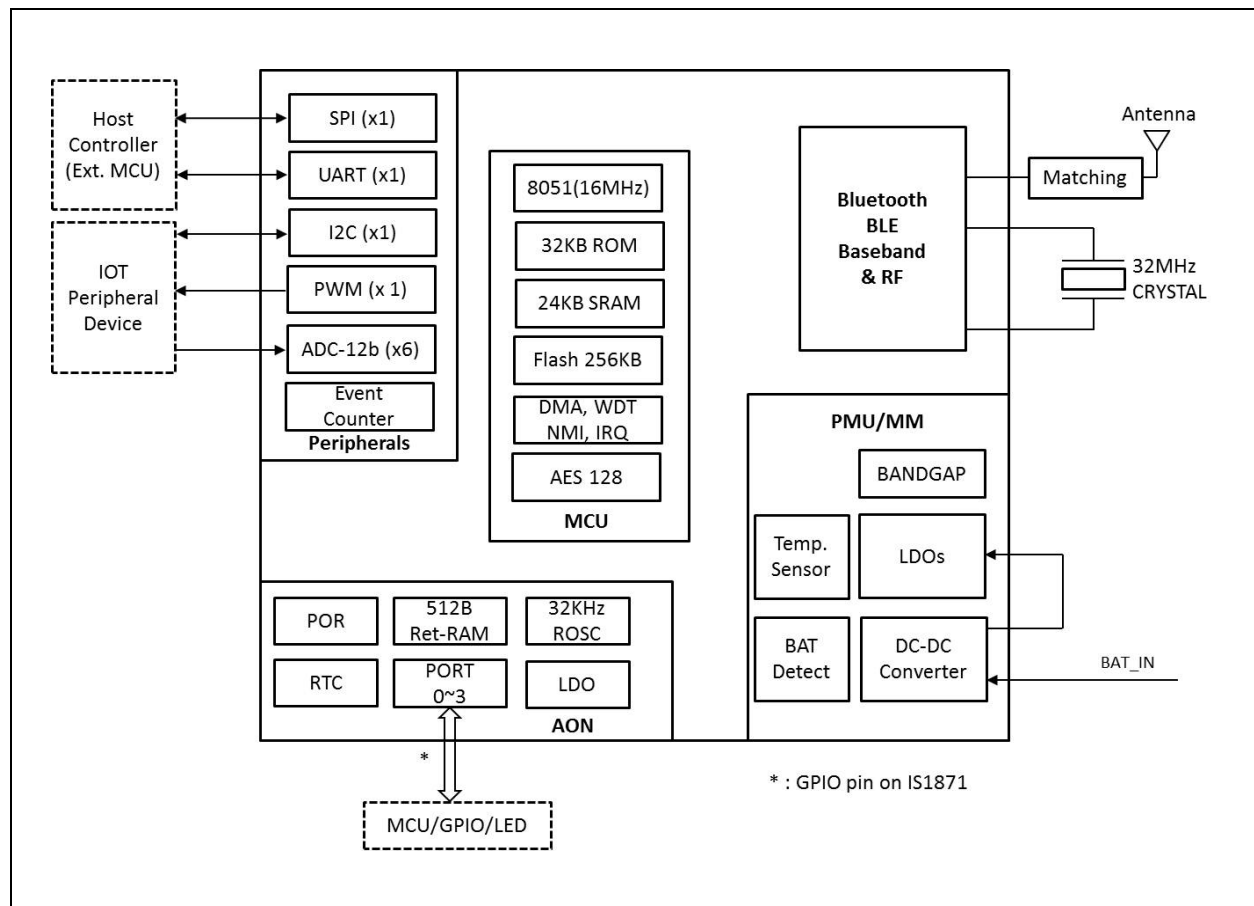 Host
Controller
(Ext. MCU)
IOT
Peripheral
Device
SPI (x1)
UART (x1)
I2C (x1)
PWM (x 1)
ADC-12b (x6)
Event
Counter
Peripherals
8051(16MHz)
32KB ROM
24KB SRAM
Flash 256KB
DMA, WDT
NMI, IRQ
AES 128
MCU
Bluetooth
BLE
Baseband
& RF
Antenna
Matching
32MHz
CRYSTAL
PMU/MM
BANDGAP
Temp.
Sensor
LDOs
BAT
Detect
DC-DC
Converter
BAT_IN
POR
512B
Ret-RAM
32KHz
ROSC
RTC
PORT
0~3
LDO
AON
*
* : GPIO pin on IS1871
MCU/GPIO/LED